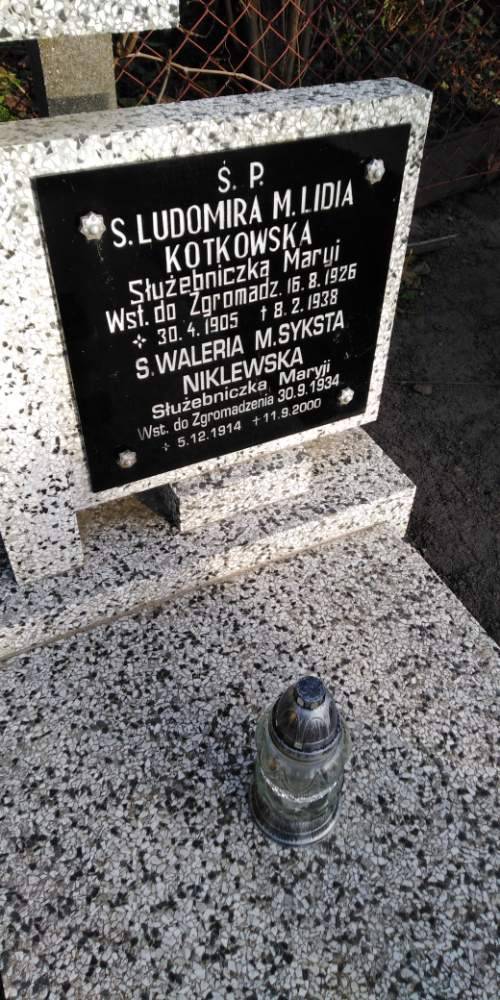 Ś. P.
S. LUDOMIRA M. LIDIA
KOTKOWSKA
Służebniczka Maryi
Wst. do Zgromadz. 16. 8. 1926
✧ 30. 4. 1905 † 8. 2. 1938
S. WALERIA M. SYKSTA
NIKLEWSKA
Służebniczka Maryji
Wst. do Zgromadzenia 30. 9. 1934
✧ 5. 12. 1914 ✝ 11. 9. 2000